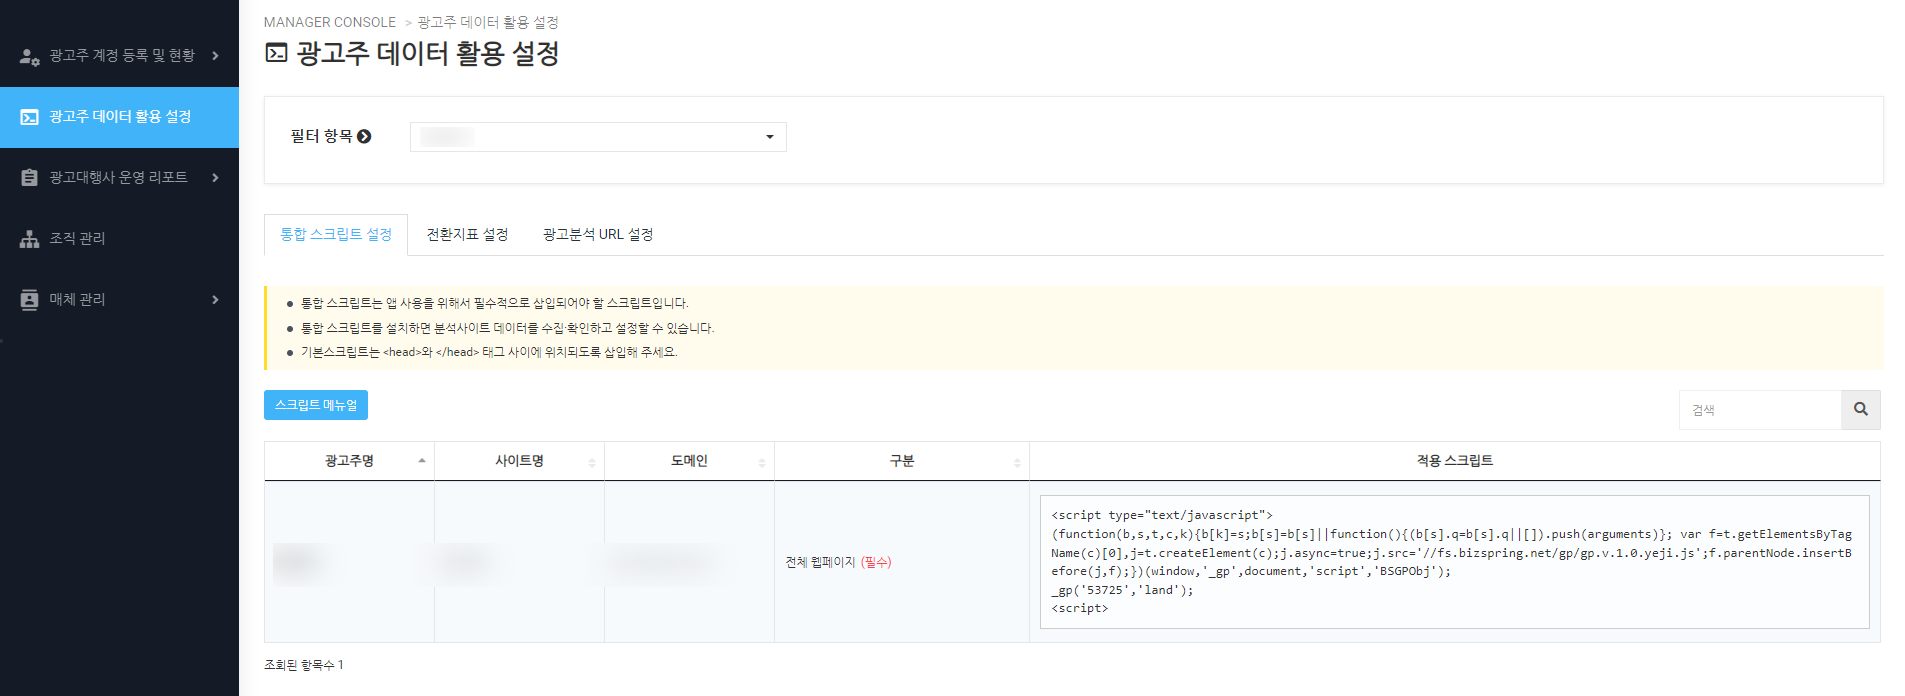 광고주 계정 등록 및 현황
광고주 데이터 활용 설정
광고대행사 운영 리포트
조직 관리
매체 관리
MANAGER CONSOLE > 광고주 데이터 활용 설정
광고주 데이터 활용 설정
필터 항목
통합 스크립트 설정 전환지표 설정 광고분석 URL 설정
통합 스크립트는 앱 사용을 위해서 필수적으로 삽입되어야 할 스크립트입니다.
통합 스크립트를 설치하면 분석사이트 데이터를 수집·확인하고 설정할 수 있습니다.
기본스크립트는 <head>와 </head> 태그 사이에 위치되도록 삽입해 주세요.
스크립트 메뉴얼
검색
광고주명 사이트명 도메인 구분 적용 스크립트
전체 웹페이지 (필수)
<script type="text/javascript">
(function(b,s,t,c,k){b[k]=s;b[s]=b[s]||function(){(b[s].q=b[s].q||[]).push(arguments)}; var f=t.getElementsByTag
Name(c)[0],j=t.createElement(c);j.async=true;j.src='//fs.bizspring.net/gp/gp.v.1.0.yeji.js';f.parentNode.insertB
efore(j,f);})(window,'_gp',document,'script','BSGPObj');
_gp('53725','land');
<script>
조회된 항목수 1